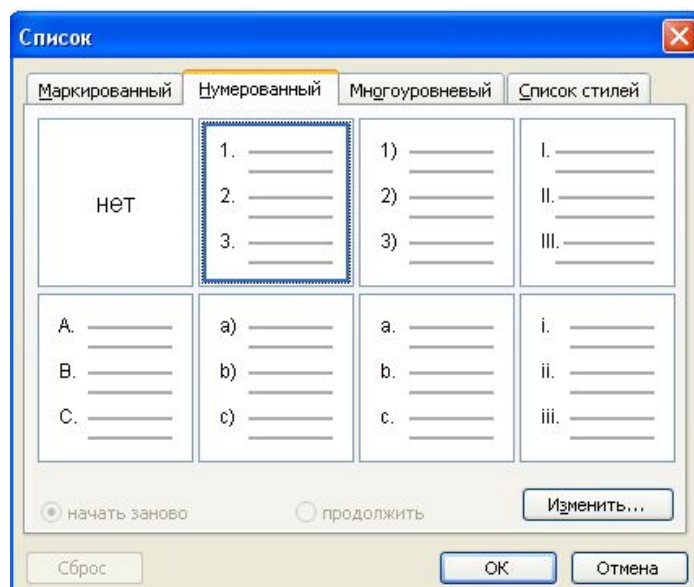 Список
Маркированный Нумерованный Многоуровневый Список стилей
нет
1.
2.
3.
1)
2)
3)
I.
II.
III.
A.
B.
C.
a)
b)
c)
a.
b.
c.
i.
ii.
iii.
начать заново продолжить Изменить...
Сброс ОК Отмена